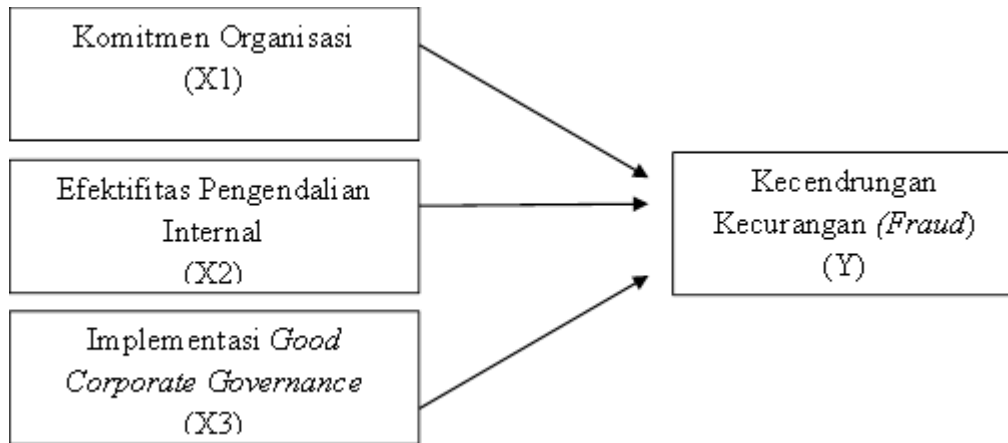 Komitmen Organisasi
(X1)
Efektifitas Pengendalian
Internal
(X2)
Implementasi Good
Corporate Governance
(X3)
Kecendrungan
Kecurangan (Fraud)
(Y)